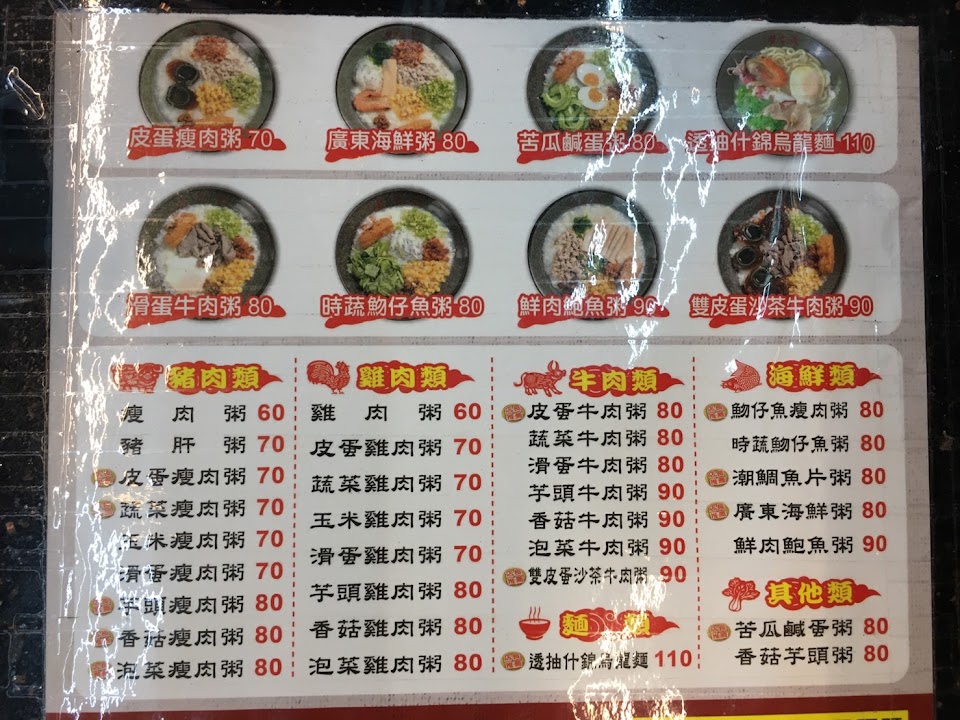 皮蛋瘦肉粥 70
廣東海鮮粥 80
苦瓜鹹蛋粥 80
透抽什錦烏龍麵 110
滑蛋牛肉粥 80
時蔬魩仔魚粥 80
鮮肉鮑魚粥 90
雙皮蛋沙茶牛肉粥 90
豬肉類
瘦肉粥 60
豬肝粥 70
皮蛋瘦肉粥 70
蔬菜瘦肉粥 70
玉米瘦肉粥 70
滑蛋瘦肉粥 70
芋頭瘦肉粥 80
香菇瘦肉粥 80
泡菜瘦肉粥 80
雞肉類
雞肉粥 60
皮蛋雞肉粥 70
蔬菜雞肉粥 70
玉米雞肉粥 70
滑蛋雞肉粥 70
芋頭雞肉粥 80
香菇雞肉粥 80
泡菜雞肉粥 80
牛肉類
皮蛋牛肉粥 80
蔬菜牛肉粥 80
滑蛋牛肉粥 80
芋頭牛肉粥 90
香菇牛肉粥 90
泡菜牛肉粥 90
雙皮蛋沙茶牛肉粥 90
麵類
透抽什錦烏龍麵 110
海鮮類
魩仔魚瘦肉粥 80
時蔬魩仔魚粥 80
潮鯛魚片粥 80
廣東海鮮粥 80
鮮肉鮑魚粥 90
其他類
苦瓜鹹蛋粥 80
香菇芋頭粥 80